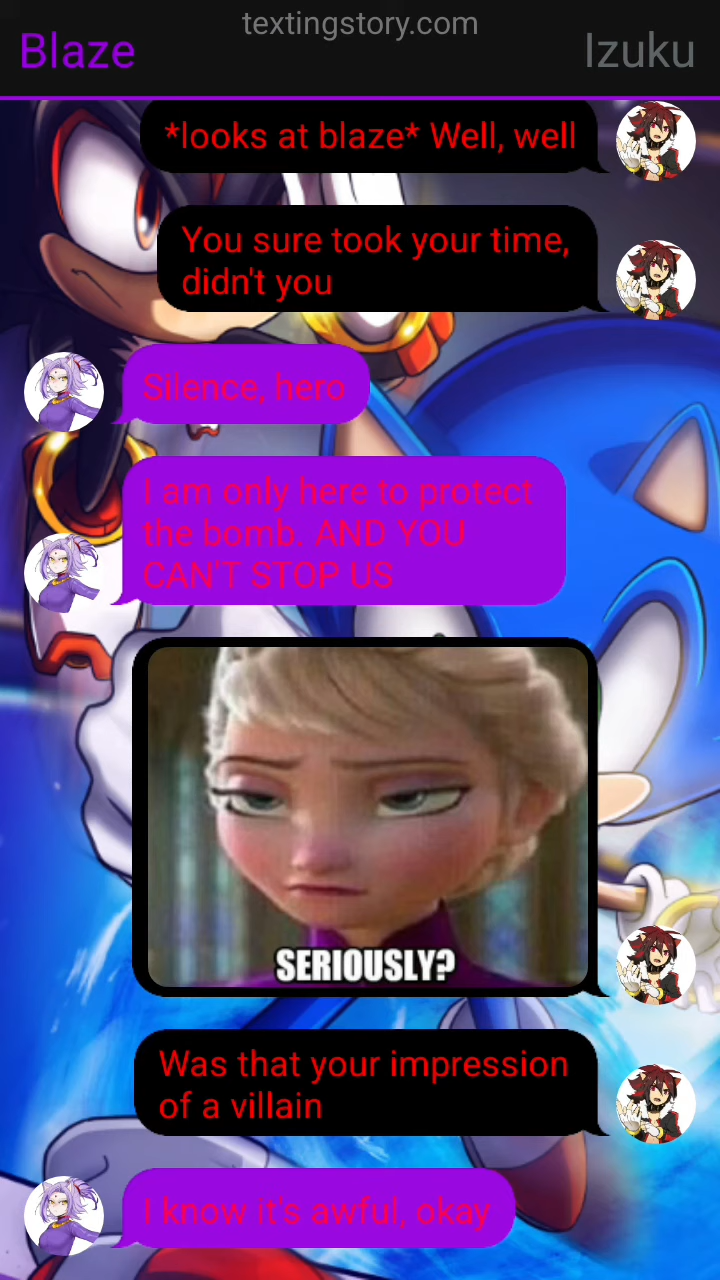 textingstory.com
Blaze
Izuku
*looks at blaze* Well, well
You sure took your time,
didn't you
Silence, hero
I am only here to protect
the bomb. AND YOU
CAN'T STOP US
SERIOUSLY?
Was that your impression
of a villain
I know it's awful, okay